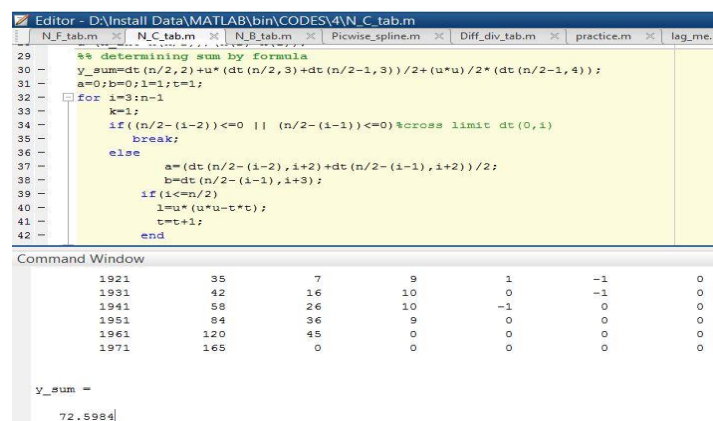 Editor - D:\Install Data\MATLAB\bin\CODES\4\N_C_tab.m
N_F_tab.m × N_C_tab.m × N_B_tab.m × Picwise_spline.m × Diff_div_tab.m × practice.m × lag_me.
29 %% determining sum by formula
30 – y_sum=dt(n/2,2)+u*(dt(n/2,3)+dt(n/2-1,3))/2+(u*u)/2*(dt(n/2-1,4));
31 – a=0;b=0;l=1;t=1;
32 – for i=3:n-1
33 – k=1;
34 – if((n/2-(i-2))<=0 || (n/2-(i-1))<=0)%cross limit dt(0,i)
35 – break;
36 – else
37 – a=(dt(n/2-(i-2),i+2)+dt(n/2-(i-1),i+2))/2;
38 – b=dt(n/2-(i-1),i+3);
39 – if(i<=n/2)
40 – l=u*(u*u-t*t);
41 – t=t+1;
42 – end
Command Window
1921 35 7 9 1 -1 0
1931 42 16 10 0 -1 0
1941 58 26 10 -1 0 0
1951 84 36 9 0 0 0
1961 120 45 0 0 0 0
1971 165 0 0 0 0 0
y_sum =
72.5984